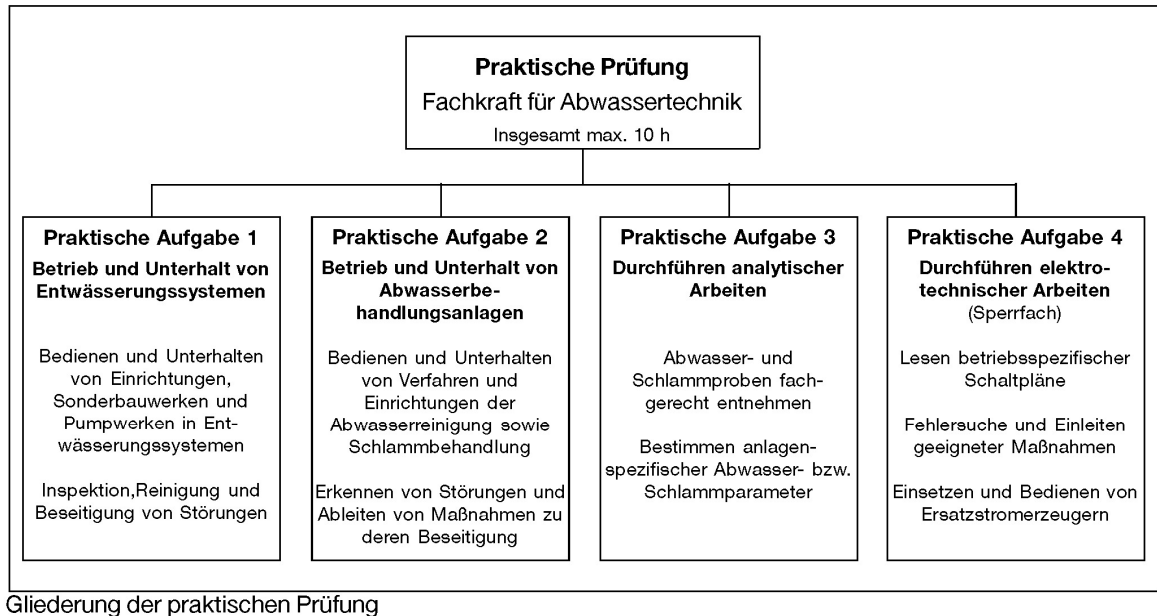 Praktische Prüfung
Fachkraft für Abwassertechnik
Insgesamt max. 10 h
Praktische Aufgabe 1
Betrieb und Unterhalt von
Entwässerungssystemen
Bedienen und Unterhalten
von Einrichtungen,
Sonderbauwerken und
Pumpwerken in Ent-
wässerungssystemen
Inspektion,Reinigung und
Beseitigung von Störungen
Praktische Aufgabe 2
Betrieb und Unterhalt von
Abwasserbe-
handlungsanlagen
Bedienen und Unterhalten
von Verfahren und
Einrichtungen der
Abwasserreinigung sowie
Schlammbehandlung
Erkennen von Störungen und
Ableiten von Maßnahmen zu
deren Beseitigung
Praktische Aufgabe 3
Durchführen analytischer
Arbeiten
Abwasser- und
Schlammproben fach-
gerecht entnehmen
Bestimmen anlagen-
spezifischer Abwasser- bzw.
Schlammparameter
Praktische Aufgabe 4
Durchführen elektro-
technischer Arbeiten
(Sperrfach)
Lesen betriebsspezifischer
Schaltpläne
Fehlersuche und Einleiten
geeigneter Maßnahmen
Einsetzen und Bedienen von
Ersatzstromerzeugern
Gliederung der praktischen Prüfung